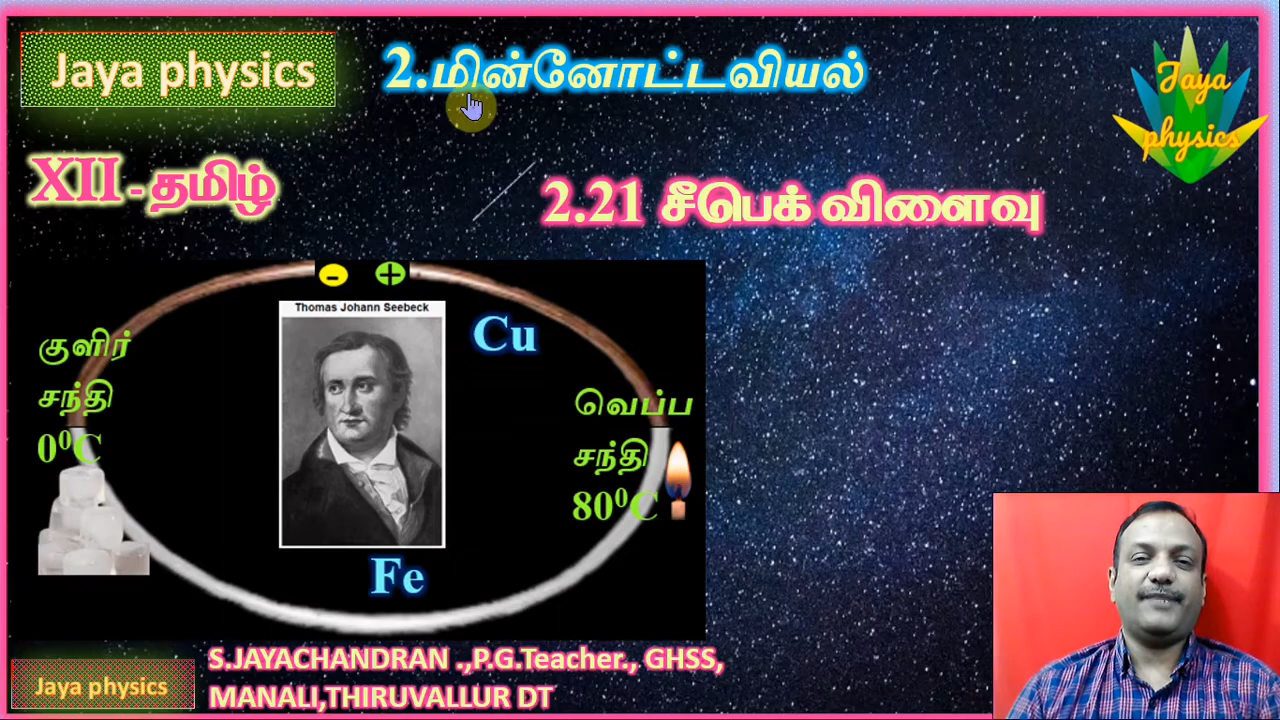 Jaya physics
2.மின்னோட்டவியல்
Jaya
physics
XII - தமிழ்
2.21 சீபெக் விளைவு
-
+
Thomas Johann Seebeck
Cu
குளிர்
சந்தி
0⁰C
வெப்ப
சந்தி
80⁰C
Fe
Jaya physics
S.JAYACHANDRAN .,P.G.Teacher., GHSS,
MANALI,THIRUVALLUR DT